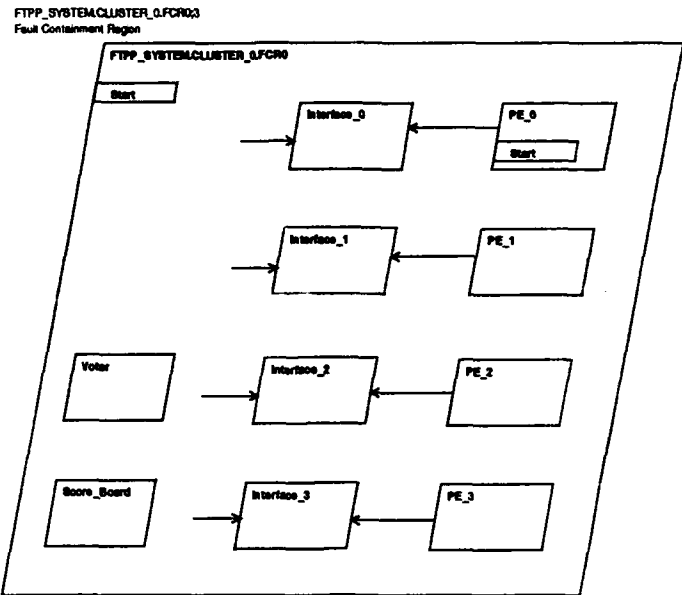 FTPP_SYSTEM.CLUSTER_0.FCR0;3
Fault Containment Region
FTPP_SYSTEM.CLUSTER_0.FCR0
Start
Interface_0
PE_0
Start
Interface_1
PE_1
Voter
Interface_2
PE_2
Score_Board
Interface_3
PE_3